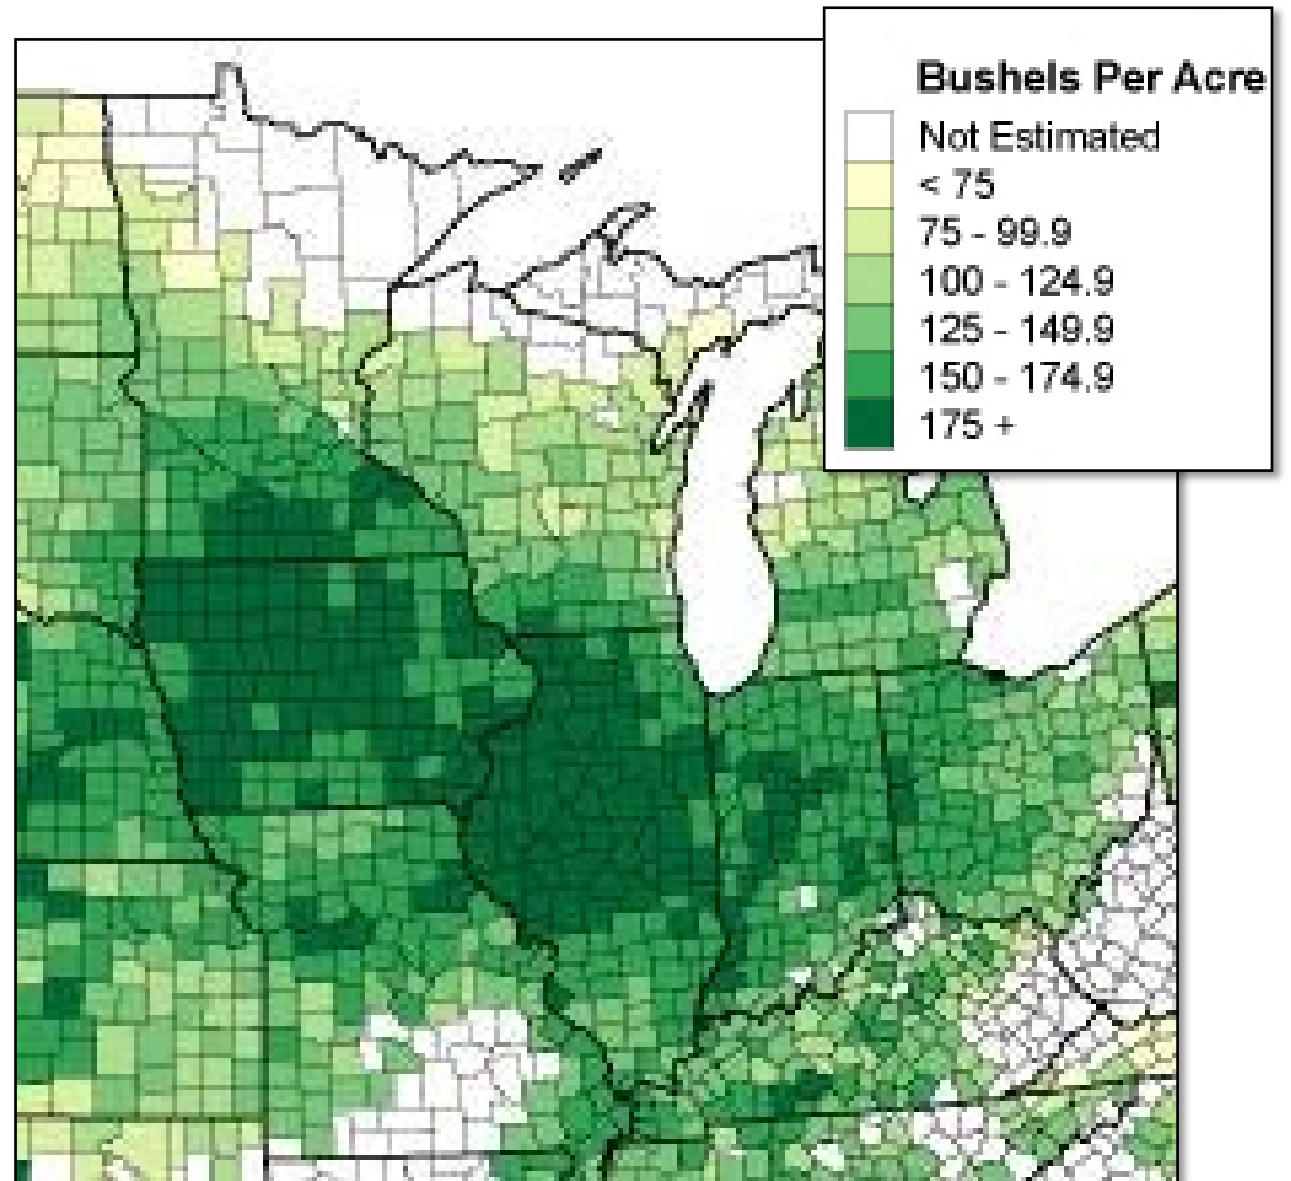 Bushels Per Acre
Not Estimated
< 75
75 - 99.9
100 - 124.9
125 - 149.9
150 - 174.9
175 +